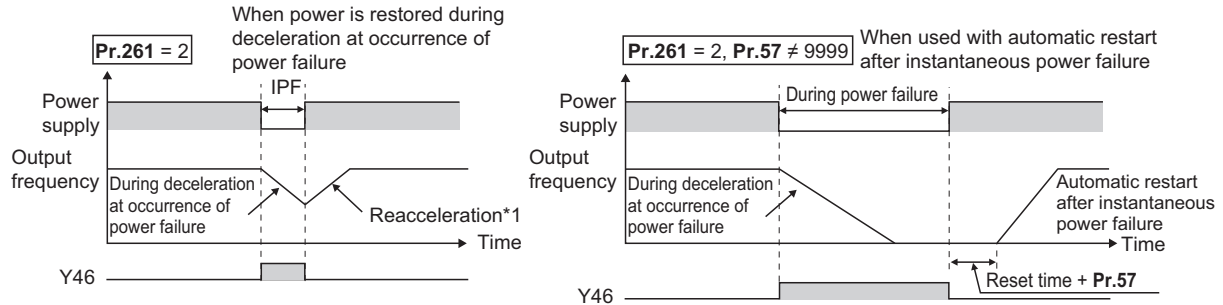 When power is restored during
deceleration at occurrence of
power failure
Pr.261 = 2
IPF
Power
supply
Output
frequency
During deceleration
at occurrence of
power failure
Reacceleration*1
Time
Y46
Pr.261 = 2, Pr.57 ≠ 9999
When used with automatic restart
after instantaneous power failure
During power failure
Power
supply
Output
frequency
During deceleration
at occurrence of
power failure
Automatic restart
after instantaneous
power failure
Time
Reset time + Pr.57
Y46